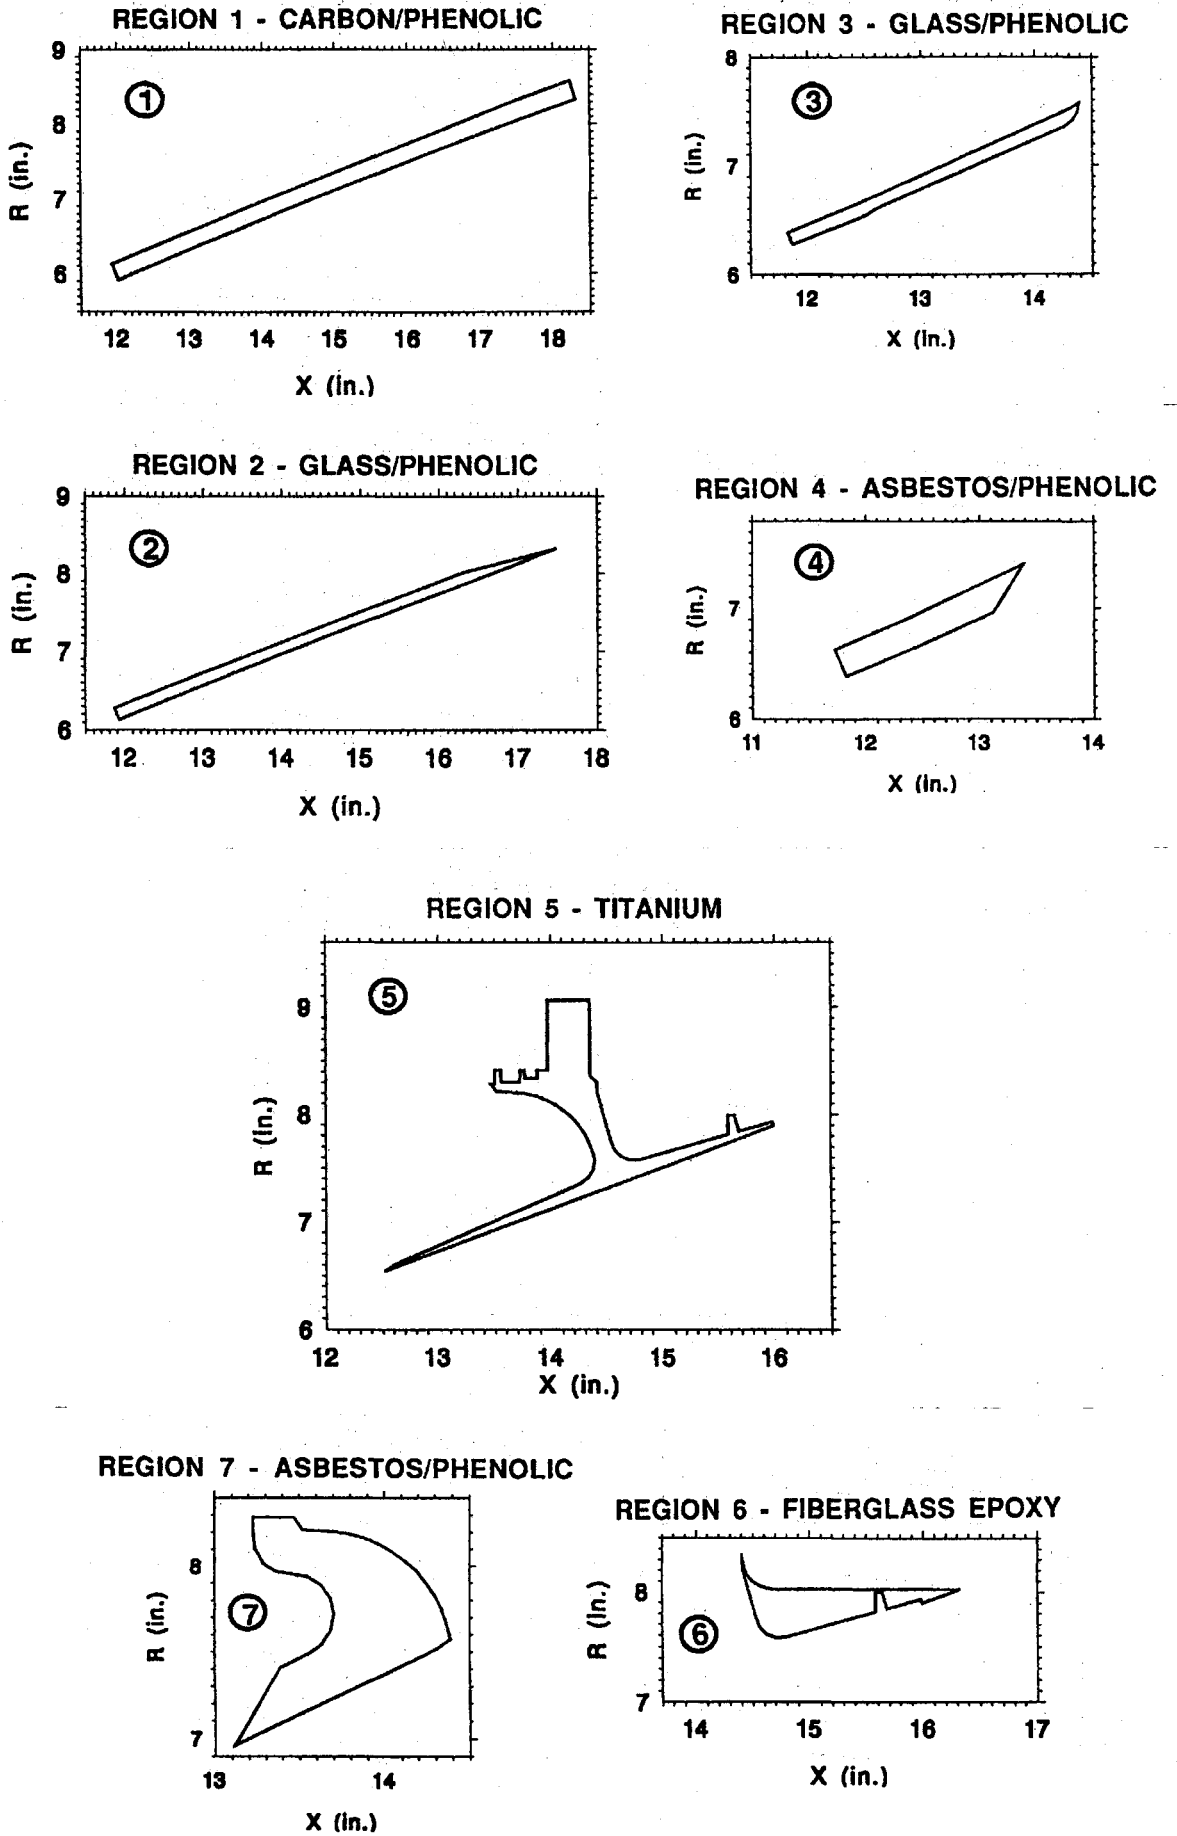 REGION 1 - CARBON/PHENOLIC
9
8
7
6
R (in.)
1
12 13 14 15 16 17 18
X (in.)
REGION 3 - GLASS/PHENOLIC
8
7
6
R (in.)
3
12 13 14
X (in.)
REGION 2 - GLASS/PHENOLIC
9
8
7
6
R (in.)
2
12 13 14 15 16 17 18
X (in.)
REGION 4 - ASBESTOS/PHENOLIC
7
6
R (in.)
4
11 12 13 14
X (in.)
REGION 5 - TITANIUM
9
8
7
6
R (in.)
5
12 13 14 15 16
X (in.)
REGION 7 - ASBESTOS/PHENOLIC
8
7
R (in.)
7
13 14
X (in.)
REGION 6 - FIBERGLASS EPOXY
8
7
R (in.)
6
14 15 16 17
X (in.)